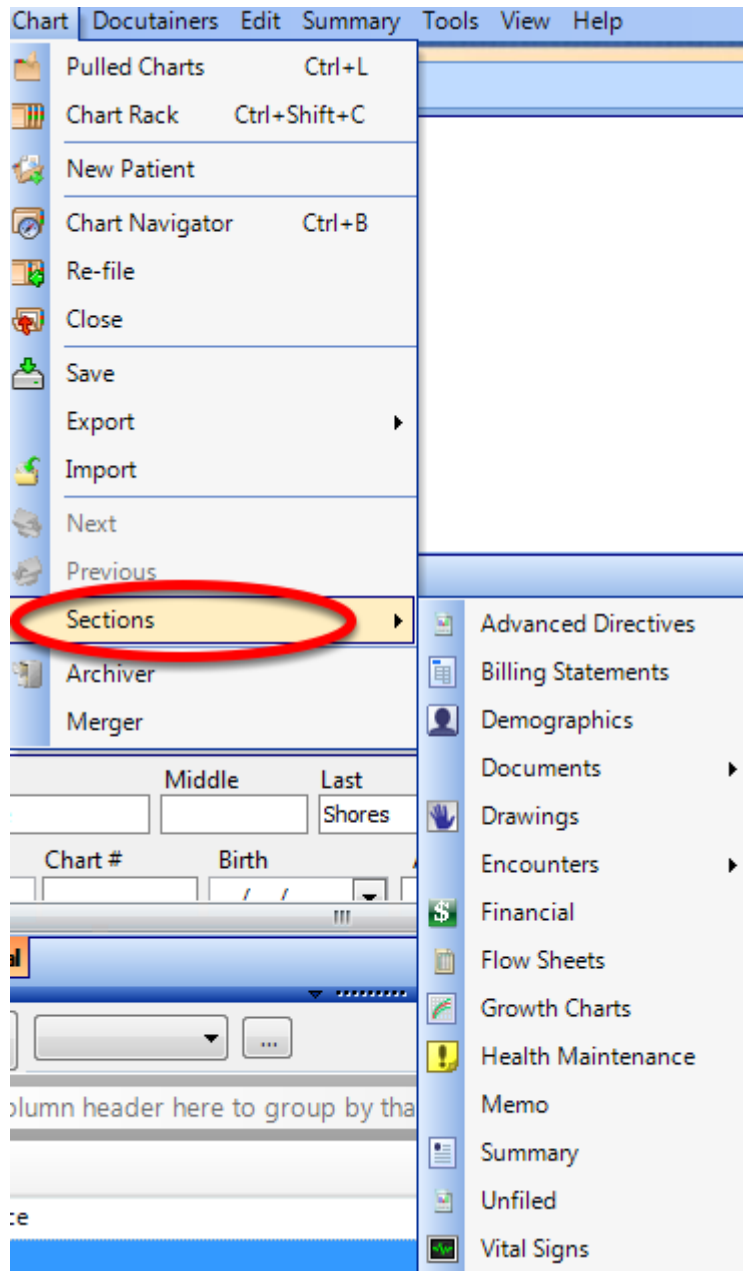 Chart Docutainers Edit Summary Tools View Help
Pulled Charts Ctrl+L
Chart Rack Ctrl+Shift+C
New Patient
Chart Navigator Ctrl+B
Re-file
Close
Save
Export
Import
Next
Previous
Sections
Archiver
Merger
Advanced Directives
Billing Statements
Demographics
Documents
Drawings
Encounters
Financial
Flow Sheets
Growth Charts
Health Maintenance
Memo
Summary
Unfiled
Vital Signs
Middle Last
Shores
Chart # Birth
/ /
...
column header here to group by tha